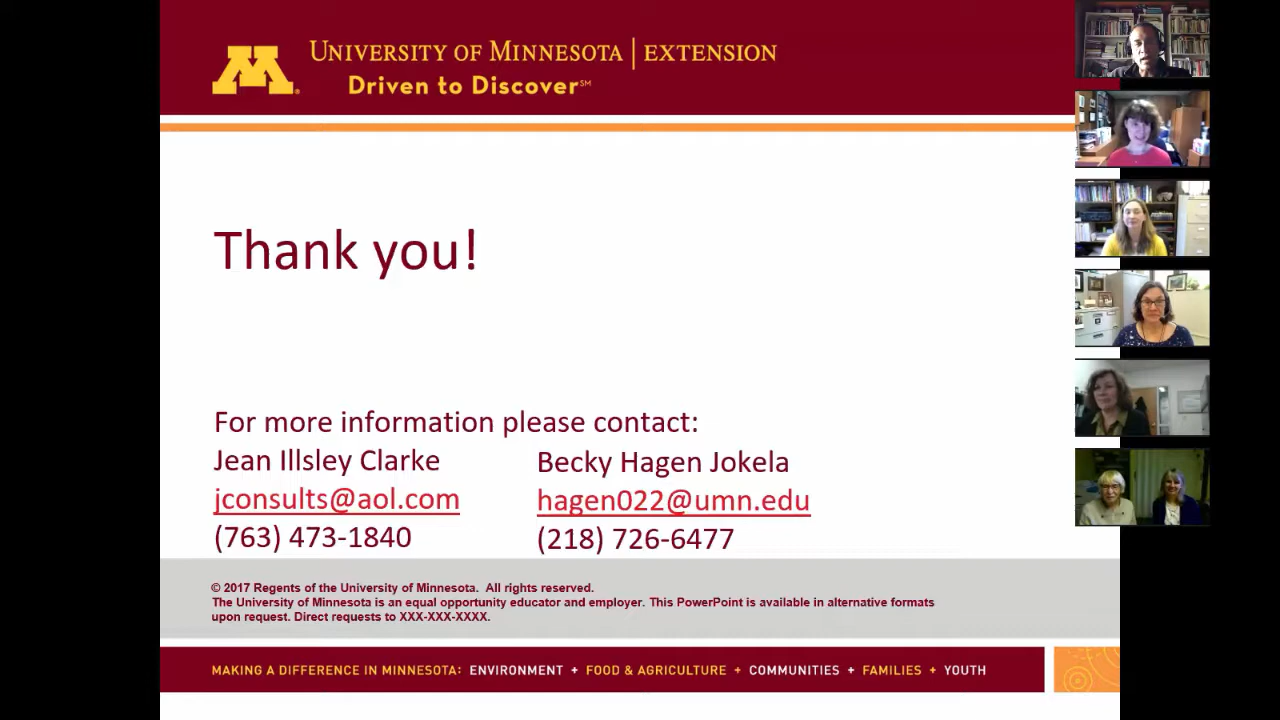 UNIVERSITY OF MINNESOTA | EXTENSION
Driven to Discover℠
Thank you!
For more information please contact:
Jean Illsley Clarke
jconsults@aol.com
(763) 473-1840
Becky Hagen Jokela
hagen022@umn.edu
(218) 726-6477
© 2017 Regents of the University of Minnesota. All rights reserved.
The University of Minnesota is an equal opportunity educator and employer. This PowerPoint is available in alternative formats
upon request. Direct requests to XXX-XXX-XXXX.
MAKING A DIFFERENCE IN MINNESOTA: ENVIRONMENT + FOOD & AGRICULTURE + COMMUNITIES + FAMILIES + YOUTH